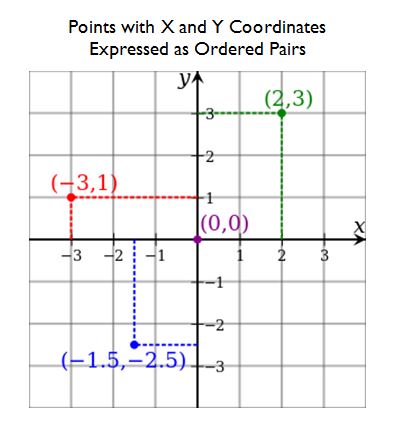 Points with X and Y Coordinates
Expressed as Ordered Pairs
y
(2,3)
3
2
(−3,1)
1
(0,0)
x
−3 −2 −1 1 2 3
−1
−2
(−1.5,−2.5)
−3